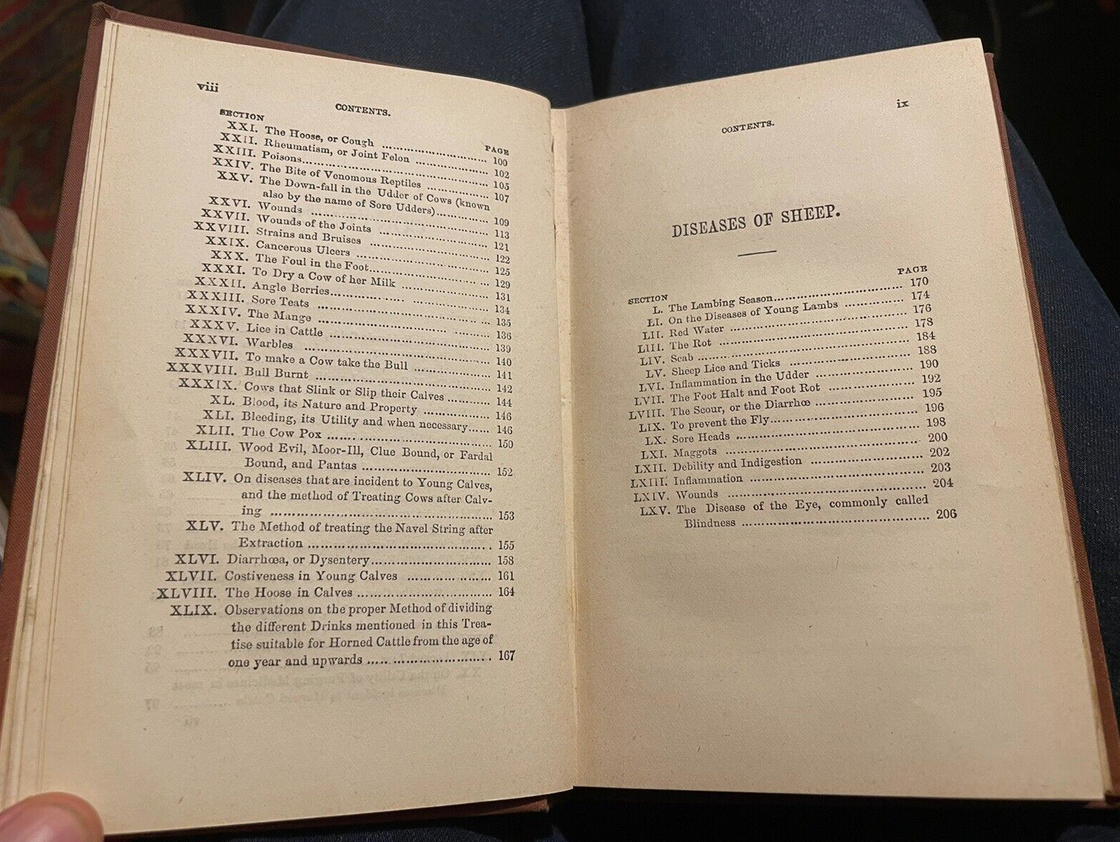 viii
CONTENTS.
SECTION PAGE
XXI. The Hoose, or Cough ........................ 100
XXII. Rheumatism, or Joint Felon ................ 102
XXIII. Poisons........................................ 105
XXIV. The Bite of Venomous Reptiles .............. 107
XXV. The Down-fall in the Udder of Cows (known
also by the name of Sore Udders)............ 109
XXVI. Wounds ........................................ 113
XXVII. Wounds of the Joints ........................ 121
XXVIII. Strains and Bruises ........................ 122
XXIX. Cancerous Ulcers ............................ 125
XXX. The Foul in the Foot........................ 129
XXXI. To Dry a Cow of her Milk .................. 131
XXXII. Angle Berries................................ 134
XXXIII. Sore Teats .................................. 135
XXXIV. The Mange .................................. 136
XXXV. Lice in Cattle .............................. 139
XXXVI. Warbles ...................................... 140
XXXVII. To make a Cow take the Bull .............. 141
XXXVIII. Bull Burnt .................................. 142
XXXIX. Cows that Slink or Slip their Calves........ 144
XL. Blood, its Nature and Property ............ 146
XLI. Bleeding, its Utility and when necessary.... 146
XLII. The Cow Pox ................................ 150
XLIII. Wood Evil, Moor-Ill, Clue Bound, or Fardal
Bound, and Pantas ........................ 152
XLIV. On diseases that are incident to Young Calves,
and the method of Treating Cows after Calv-
ing ........................................ 153
XLV. The Method of treating the Navel String after
Extraction .................................. 155
XLVI. Diarrhœa, or Dysentery...................... 158
XLVII. Costiveness in Young Calves ................ 161
XLVIII. The Hoose in Calves ........................ 164
XLIX. Observations on the proper Method of dividing
the different Drinks mentioned in this Trea-
tise suitable for Horned Cattle from the age of
one year and upwards ...................... 167
ix
CONTENTS.
DISEASES OF SHEEP.
SECTION PAGE
L. The Lambing Season........................ 170
LI. On the Diseases of Young Lambs .......... 174
LII. Red Water .................................. 176
LIII. The Rot .................................... 178
LIV. Scab ........................................ 184
LV. Sheep Lice and Ticks ...................... 188
LVI. Inflammation in the Udder ................ 190
LVII. The Foot Halt and Foot Rot .............. 192
LVIII. The Scour, or the Diarrhœ ................ 195
LIX. To prevent the Fly.......................... 196
LX. Sore Heads .................................. 198
LXI. Maggots .................................... 200
LXII. Debility and Indigestion .................. 202
LXIII. Inflammation .............................. 203
LXIV. Wounds .................................... 204
LXV. The Disease of the Eye, commonly called
Blindness .................................. 206